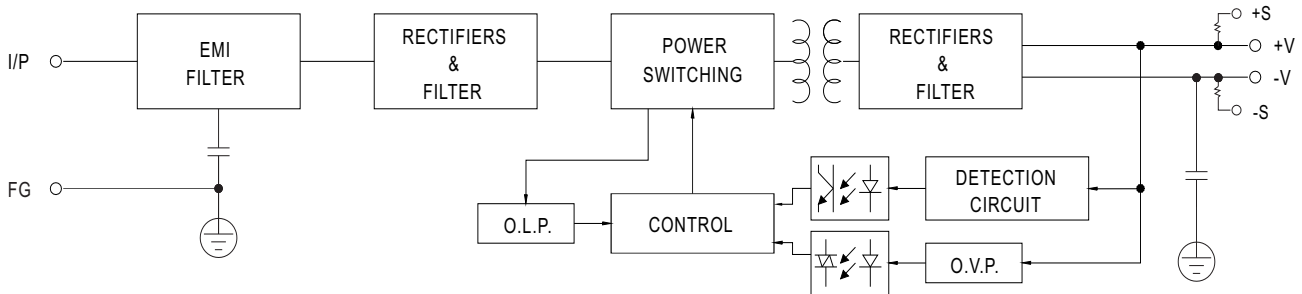 I/P
EMI
FILTER
RECTIFIERS
&
FILTER
POWER
SWITCHING
RECTIFIERS
&
FILTER
+S
+V
-V
-S
FG
O.L.P.
CONTROL
DETECTION
CIRCUIT
O.V.P.